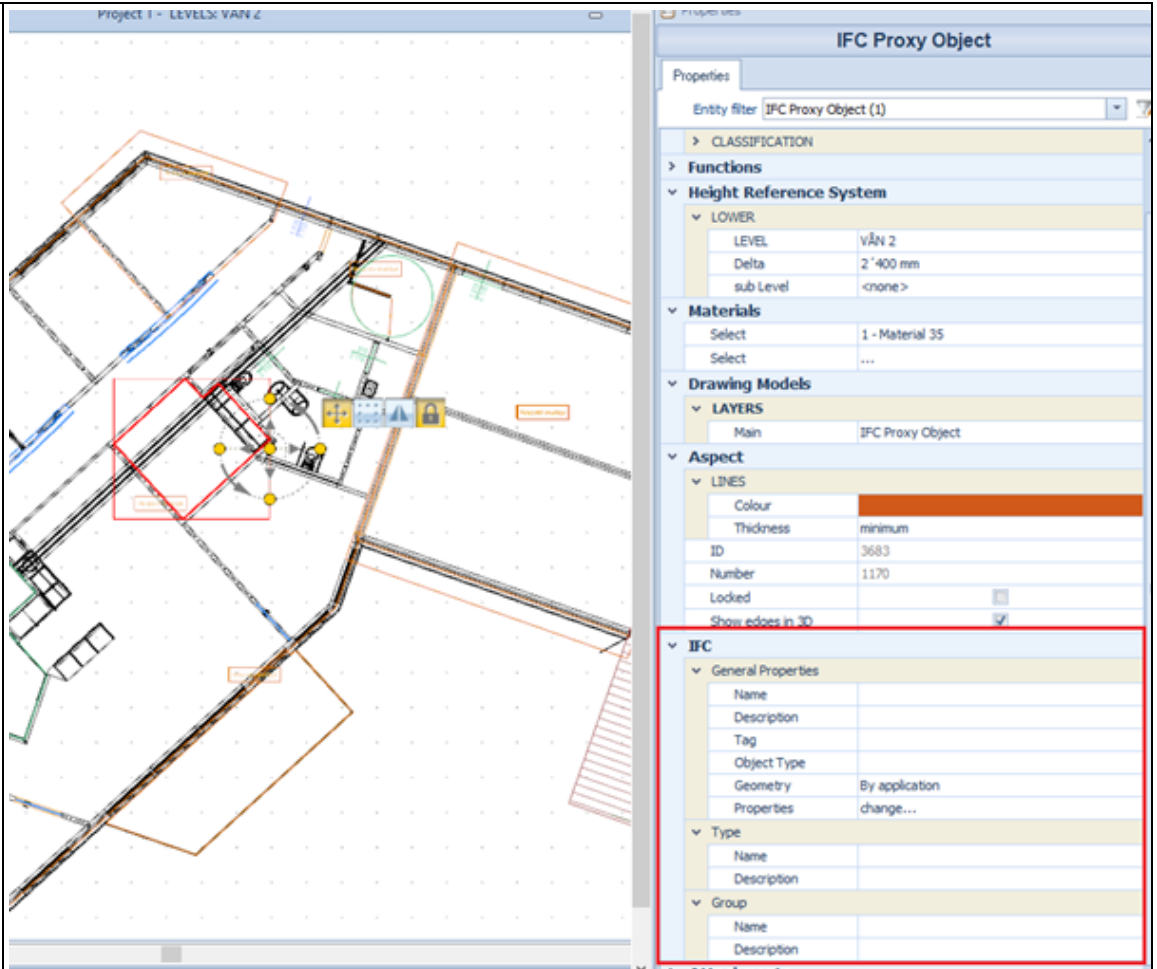 Project 1 - LEVELS: VÅN 2
Properties
IFC Proxy Object
Properties
Entity filter IFC Proxy Object (1)
CLASSIFICATION
Functions
Height Reference System
LOWER
LEVEL VÅN 2
Delta 2´400 mm
sub Level <none>
Materials
Select 1 - Material 35
Select ...
Drawing Models
LAYERS
Main IFC Proxy Object
Aspect
LINES
Colour
Thickness minimum
ID 3683
Number 1170
Locked
Show edges in 3D
IFC
General Properties
Name
Description
Tag
Object Type
Geometry By application
Properties change...
Type
Name
Description
Group
Name
Description